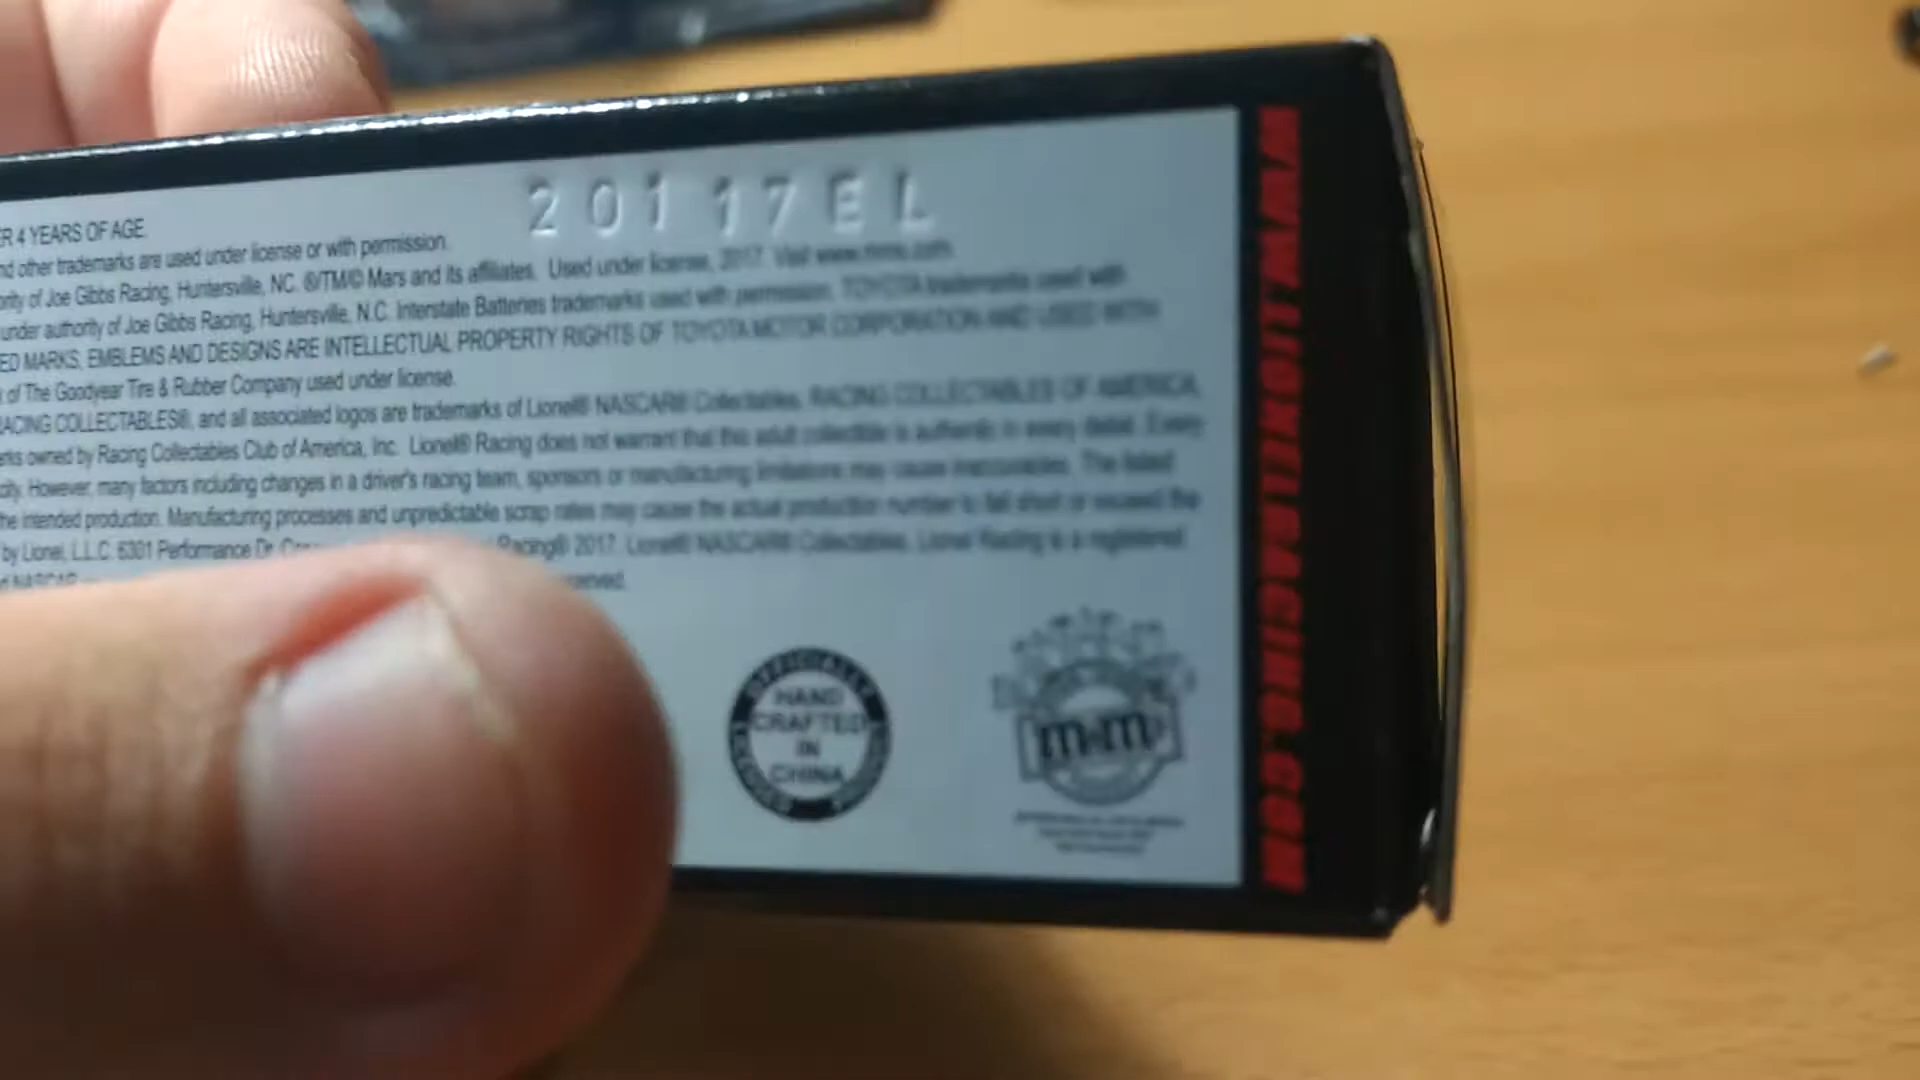 20117EL
ER 4 YEARS OF AGE.
nd other trademarks are used under license or with permission.
ority of Joe Gibbs Racing, Huntersville, NC. ®/TM/© Mars and its affiliates. Used under license, 2017. Visit www.mms.com.
under authority of Joe Gibbs Racing, Huntersville, N.C. Interstate Batteries trademarks used with permission. TOYOTA trademarks used with
ED MARKS, EMBLEMS AND DESIGNS ARE INTELLECTUAL PROPERTY RIGHTS OF TOYOTA MOTOR CORPORATION AND USED WITH
of The Goodyear Tire & Rubber Company used under license.
RACING COLLECTABLES®, and all associated logos are trademarks of Lionel® NASCAR® Collectables. RACING COLLECTABLES OF AMERICA,
rks owned by Racing Collectables Club of America, Inc. Lionel® Racing does not warrant that this adult collectible is authentic in every detail. Every
city. However, many factors including changes in a driver's racing team, sponsors or manufacturing limitations may cause inaccuracies. The listed
the intended production. Manufacturing processes and unpredictable scrap rates may cause the actual production number to fall short or exceed the
by Lionel, L.L.C. 6301 Performance Dr. Racing® 2017. Lionel® NASCAR® Collectables. Lionel Racing is a registered
NASCAR served.
OFFICIALLY LICENSED
HAND
CRAFTED
IN
CHINA
m&m's
WWW.LIONELRACING.COM